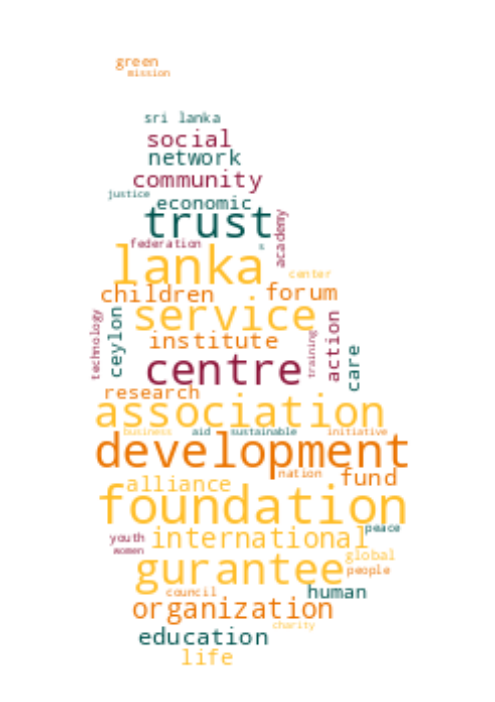 green
mission
sri lanka
social
network
community
justice
economic
trust
academy
federation
s
lanka
center
children
forum
service
technology
ceylon
institute
training
action
care
centre
research
association
business
aid
sustainable
initiative
development
nation
fund
alliance
foundation
peace
youth
international
women
global
gurantee
people
council
human
organization
charity
education
life